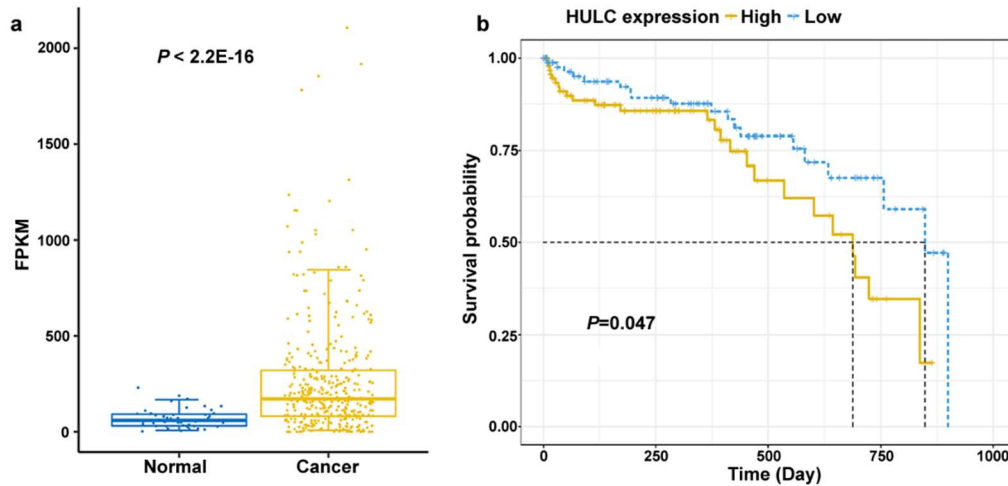 a
P < 2.2E-16
FPKM
2000
1500
1000
500
0
Normal
Cancer
b
HULC expression High Low
Survival probability
1.00
0.75
0.50
0.25
0.00
P=0.047
0
250
500
750
1000
Time (Day)